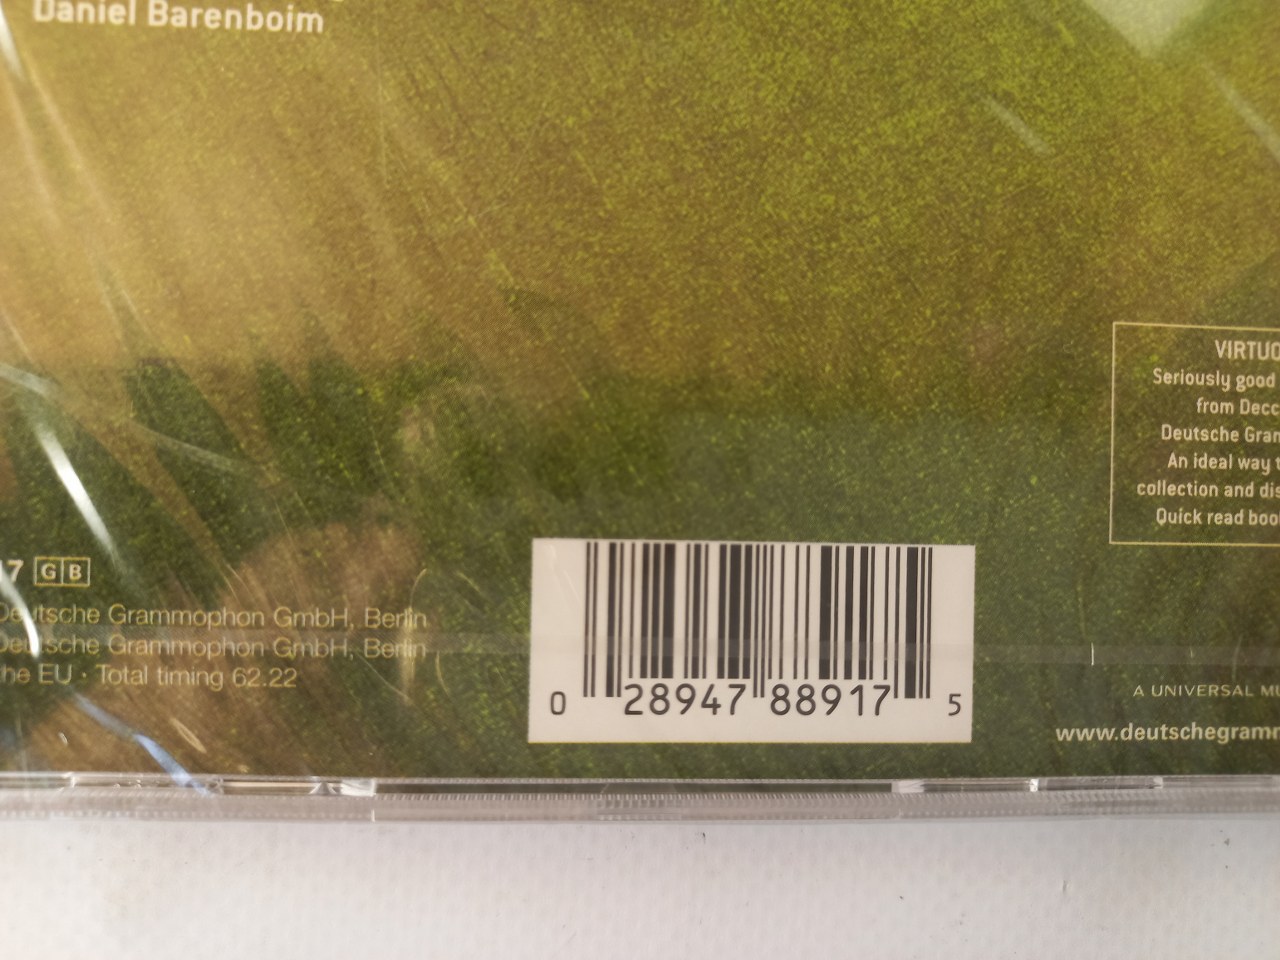 Daniel Barenboim
VIRTUO
Seriously good
from Decc
Deutsche Gram
An ideal way t
collection and dis
Quick read boo
7 GB
Deutsche Grammophon GmbH, Berlin
Deutsche Grammophon GmbH, Berlin
the EU · Total timing 62.22
0 28947 88917 5
A UNIVERSAL MU
www.deutschegramm